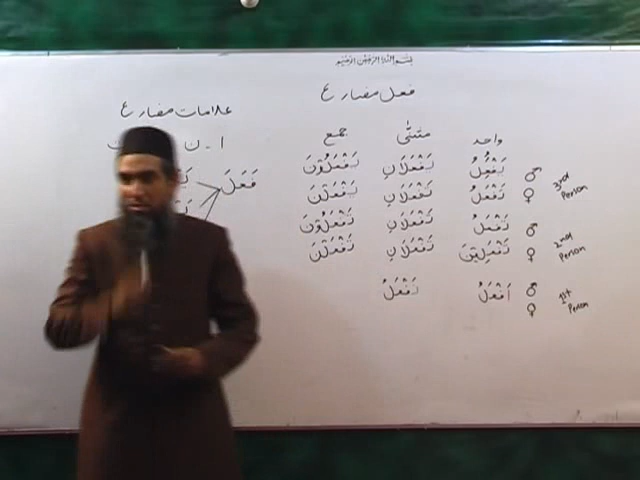 بسم الله الرحمن الرحيم
فعل مضارع
علامات مضارع
واحد مثنّٰى جمع
ا - ن
يَفْعَلُ يَفْعَلَانِ يَفْعَلُوْنَ ♂ 3rd Person
تَفْعَلُ تَفْعَلَانِ يَفْعَلْنَ ♀
فَعَلَ
تَفْعَلُ تَفْعَلَانِ تَفْعَلُوْنَ ♂ 2nd Person
تَفْعَلِيْنَ تَفْعَلَانِ تَفْعَلْنَ ♀
اَفْعَلُ نَفْعَلُ ♂ 1st Person
♀